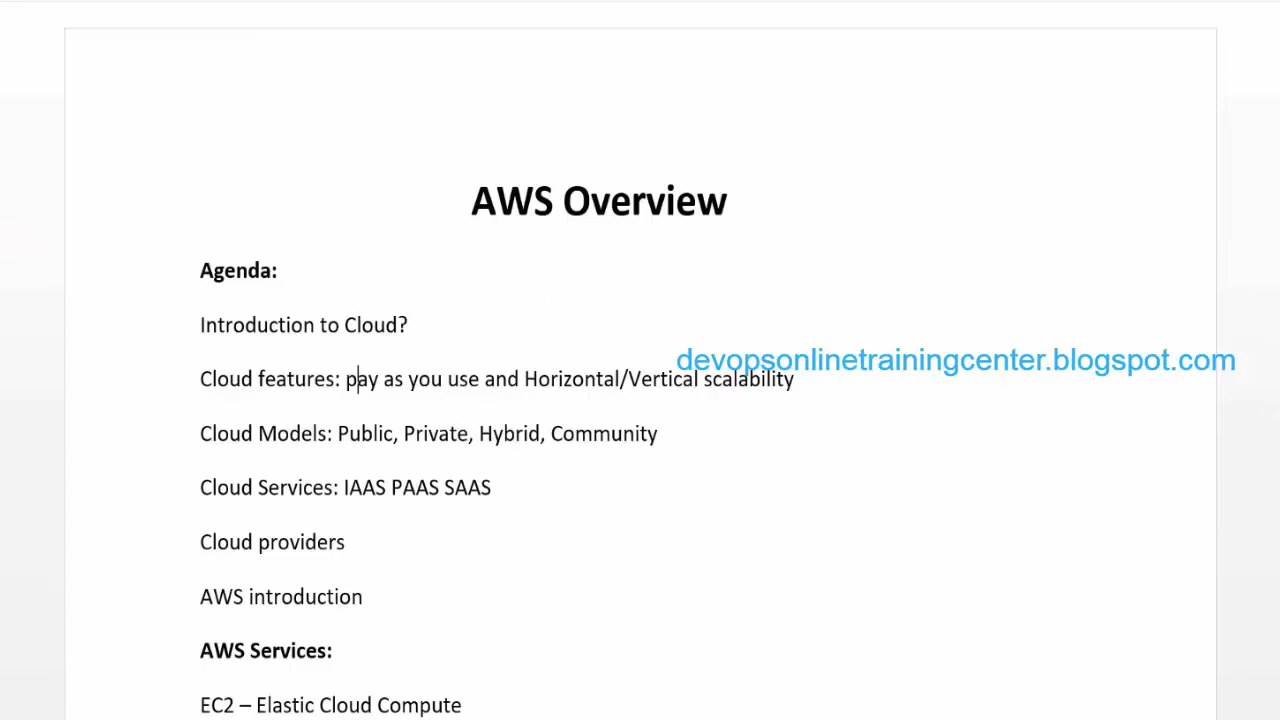 AWS Overview
Agenda:
Introduction to Cloud?
devopsonlinetrainingcenter.blogspot.com
Cloud features: pay as you use and Horizontal/Vertical scalability
Cloud Models: Public, Private, Hybrid, Community
Cloud Services: IAAS PAAS SAAS
Cloud providers
AWS introduction
AWS Services:
EC2 – Elastic Cloud Compute